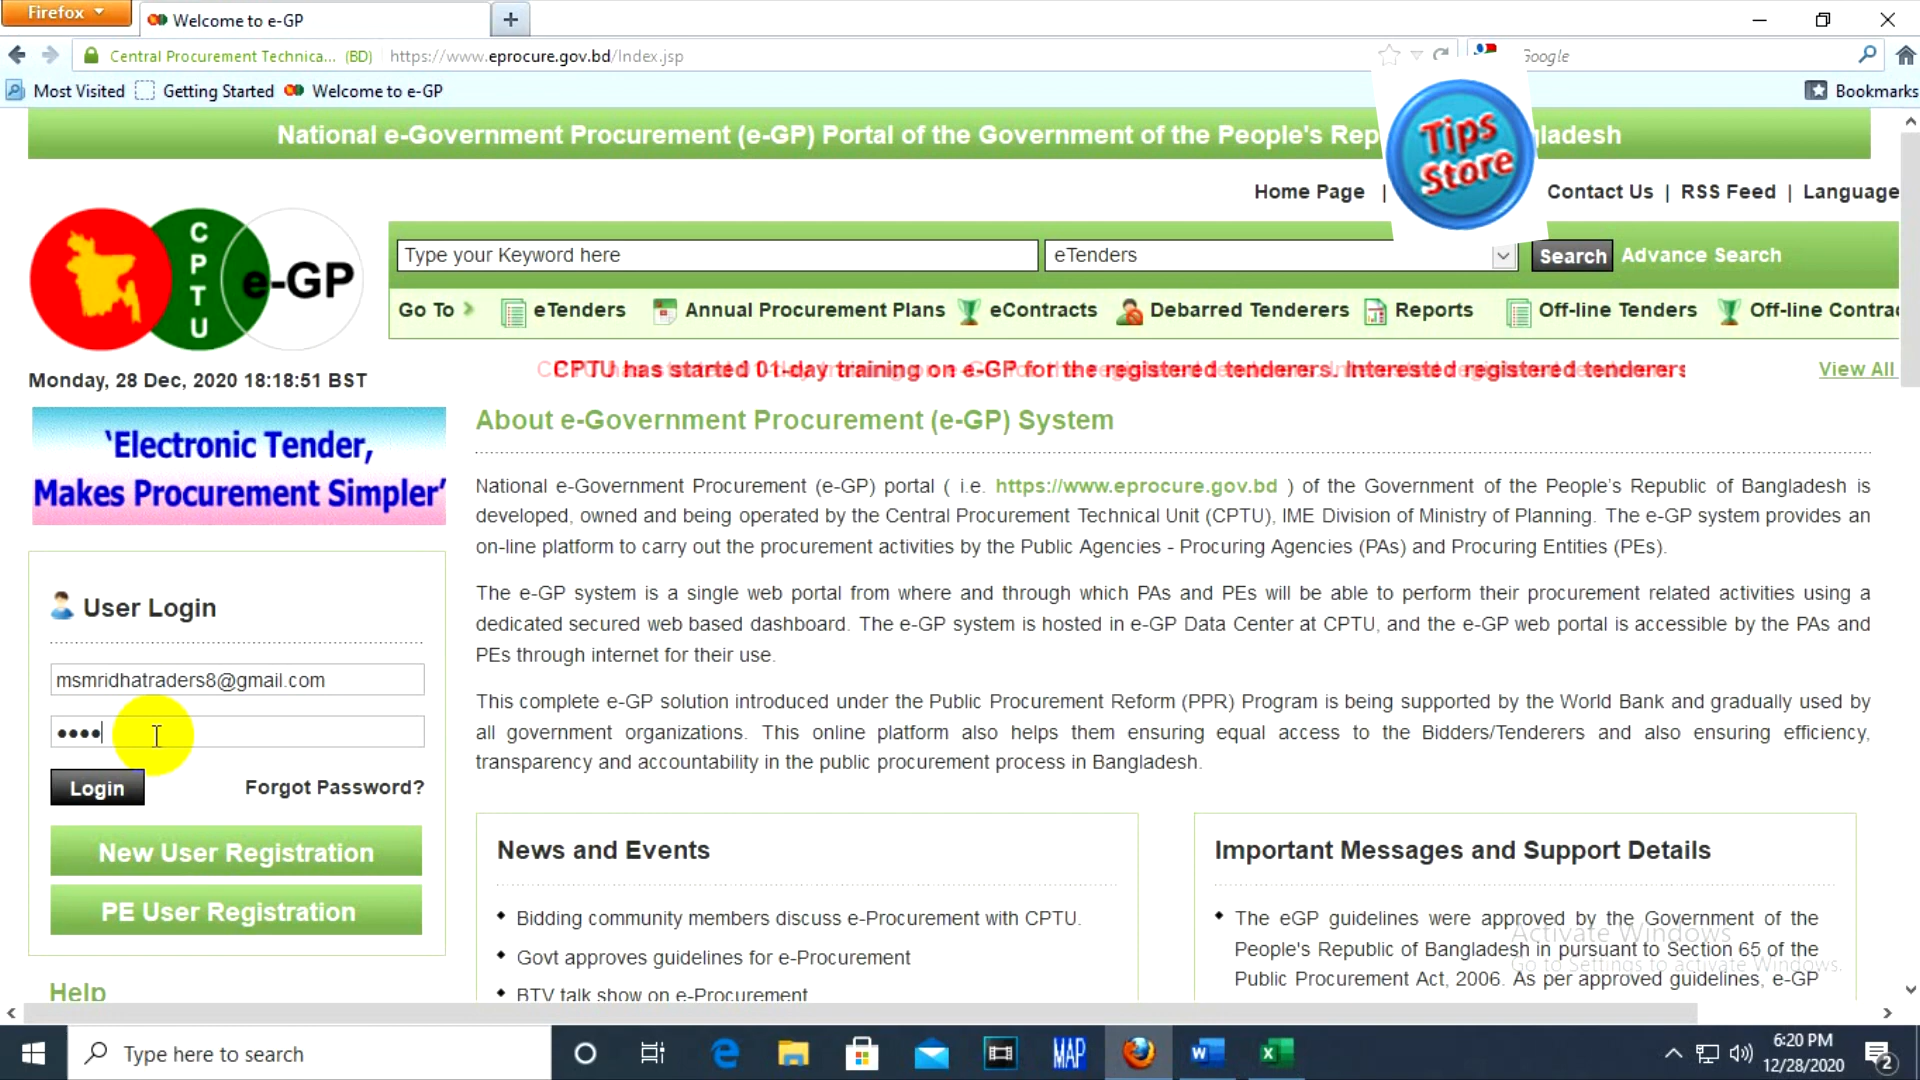 Firefox
Welcome to e-GP
Central Procurement Technica... (BD)
https://www.eprocure.gov.bd/Index.jsp
Google
Most Visited
Getting Started
Welcome to e-GP
Bookmarks
National e-Government Procurement (e-GP) Portal of the Government of the People's Rep
ladesh
Tips
Store
Home Page | Contact Us | RSS Feed | Language
CPTU
e-GP
Type your Keyword here
eTenders
Search
Advance Search
Go To
eTenders
Annual Procurement Plans
eContracts
Debarred Tenderers
Reports
Off-line Tenders
Off-line Contrac
CPTU has started 01-day training on e-GP for the registered tenderers. Interested registered tenderers
View All
Monday, 28 Dec, 2020 18:18:51 BST
‘Electronic Tender,
Makes Procurement Simpler’
About e-Government Procurement (e-GP) System
National e-Government Procurement (e-GP) portal ( i.e. https://www.eprocure.gov.bd ) of the Government of the People’s Republic of Bangladesh is
developed, owned and being operated by the Central Procurement Technical Unit (CPTU), IME Division of Ministry of Planning. The e-GP system provides an
on-line platform to carry out the procurement activities by the Public Agencies - Procuring Agencies (PAs) and Procuring Entities (PEs).
The e-GP system is a single web portal from where and through which PAs and PEs will be able to perform their procurement related activities using a
dedicated secured web based dashboard. The e-GP system is hosted in e-GP Data Center at CPTU, and the e-GP web portal is accessible by the PAs and
PEs through internet for their use.
This complete e-GP solution introduced under the Public Procurement Reform (PPR) Program is being supported by the World Bank and gradually used by
all government organizations. This online platform also helps them ensuring equal access to the Bidders/Tenderers and also ensuring efficiency,
transparency and accountability in the public procurement process in Bangladesh.
User Login
msmridhatraders8@gmail.com
••••
Login
Forgot Password?
New User Registration
PE User Registration
Help
News and Events
Bidding community members discuss e-Procurement with CPTU.
Govt approves guidelines for e-Procurement
BTV talk show on e-Procurement
Important Messages and Support Details
The eGP guidelines were approved by the Government of the
People's Republic of Bangladesh in pursuant to Section 65 of the
Public Procurement Act, 2006. As per approved guidelines, e-GP
Activate Windows
Go to Settings to activate Windows.
Type here to search
MAP
6:20 PM
12/28/2020
2